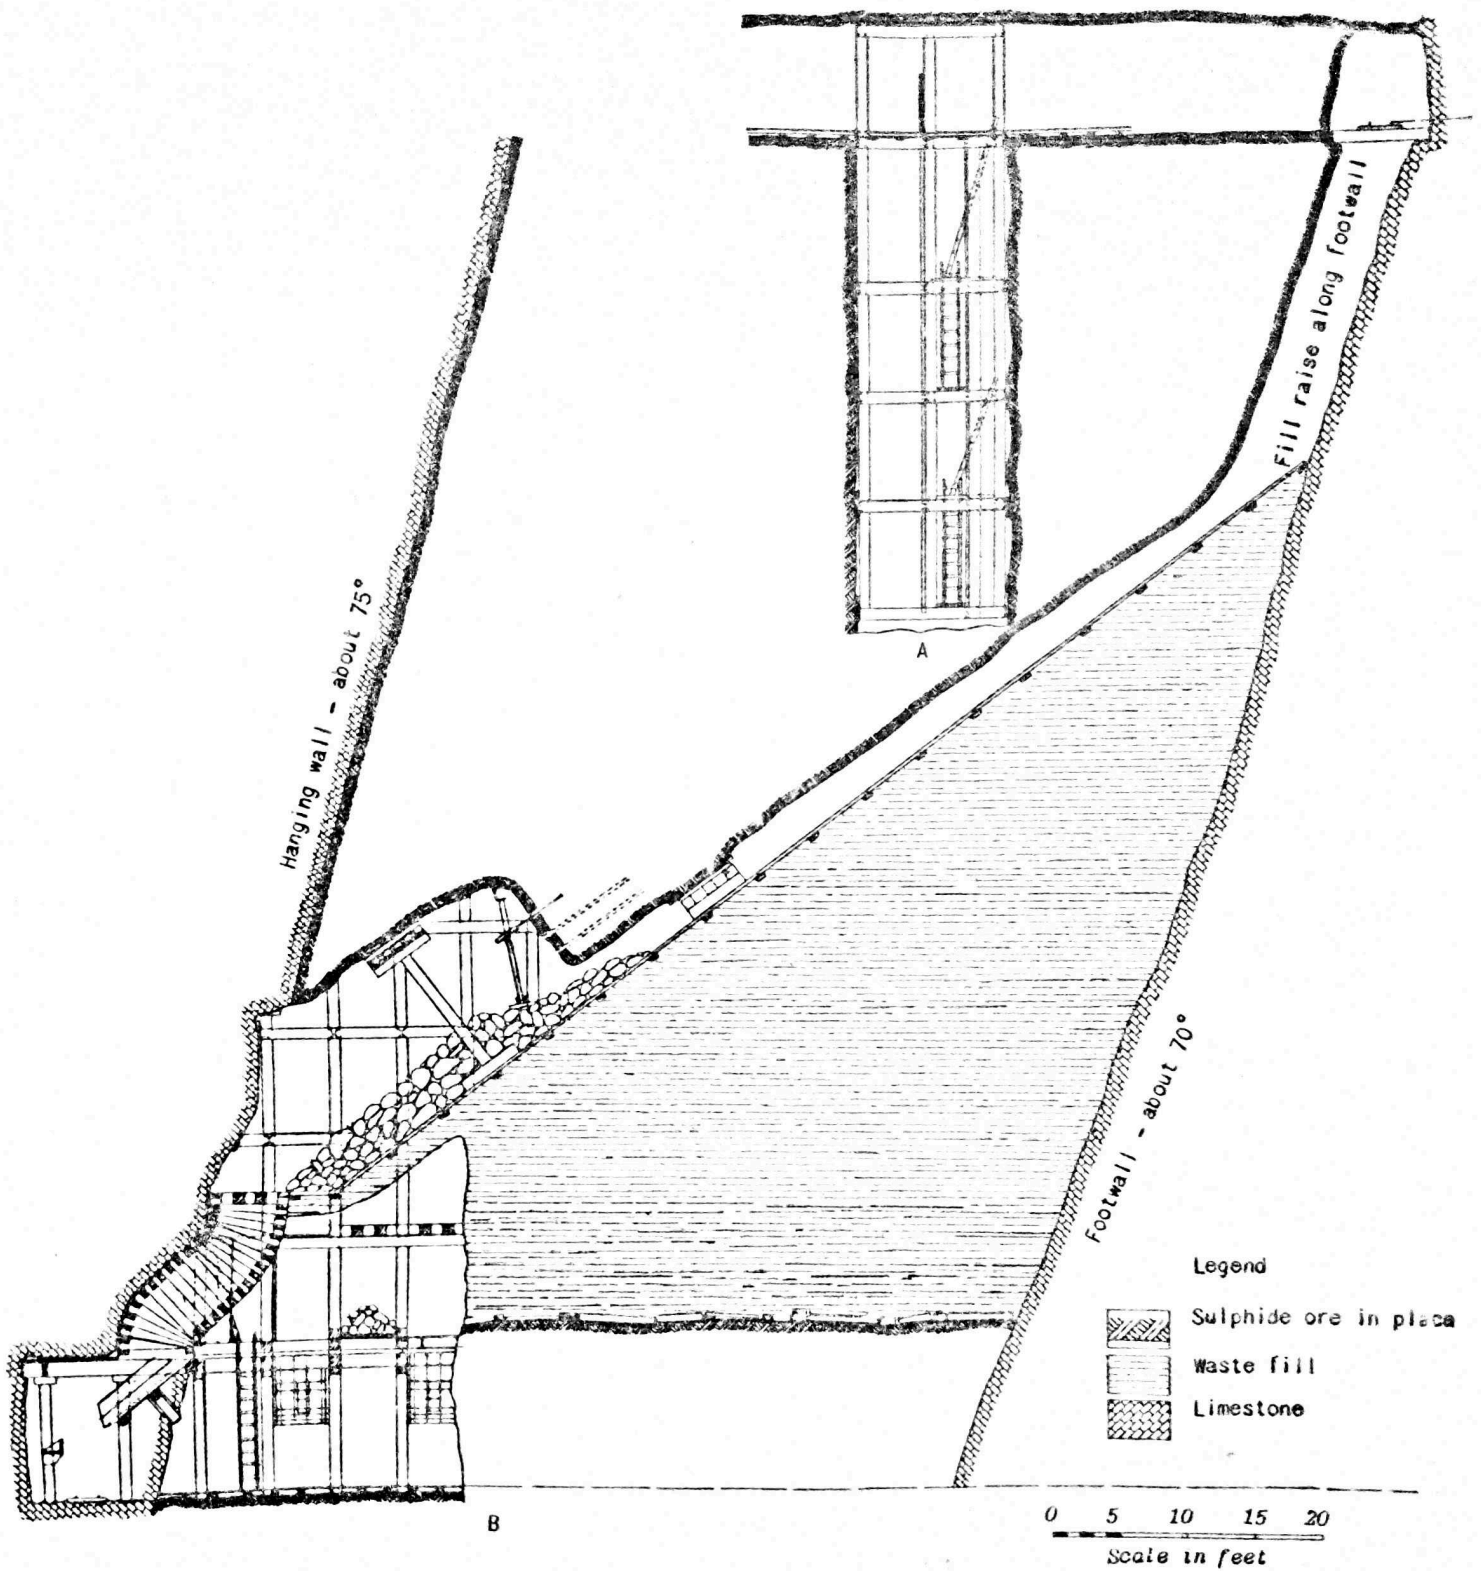 Fill raise along footwall
A
Hanging wall - about 75°
Footwall - about 70°
Legend
Sulphide ore in place
Waste fill
Limestone
B
0 5 10 15 20
Scale in feet